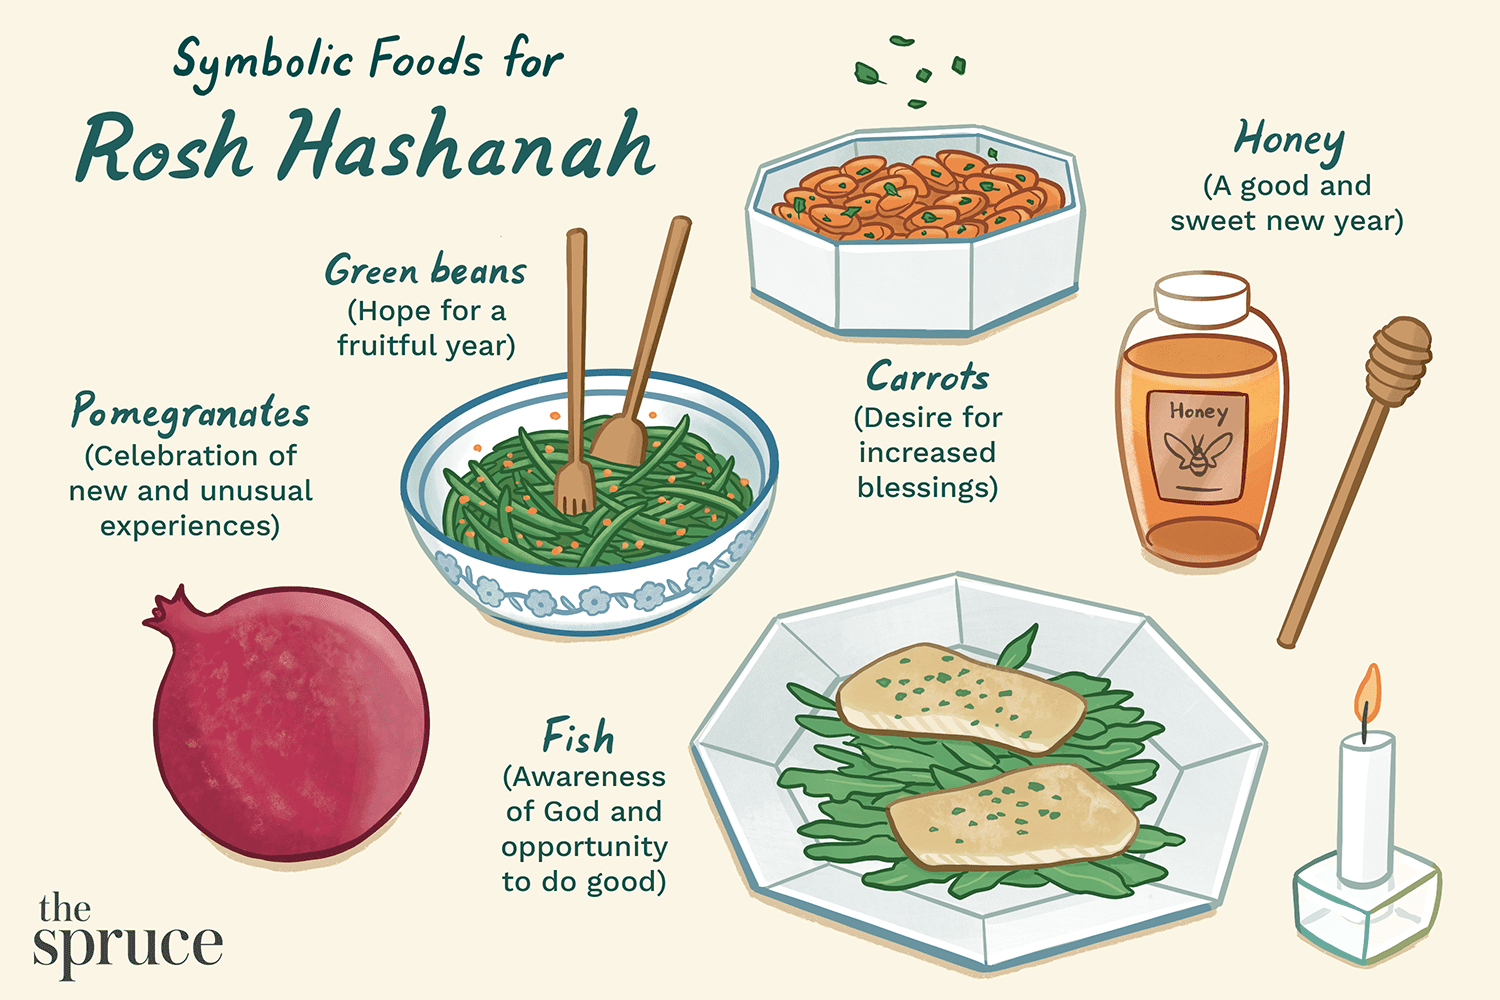 Symbolic Foods for
Rosh Hashanah
Green beans
(Hope for a
fruitful year)
Pomegranates
(Celebration of
new and unusual
experiences)
Carrots
(Desire for
increased
blessings)
Honey
(A good and
sweet new year)
Honey
Fish
(Awareness
of God and
opportunity
to do good)
the
spruce